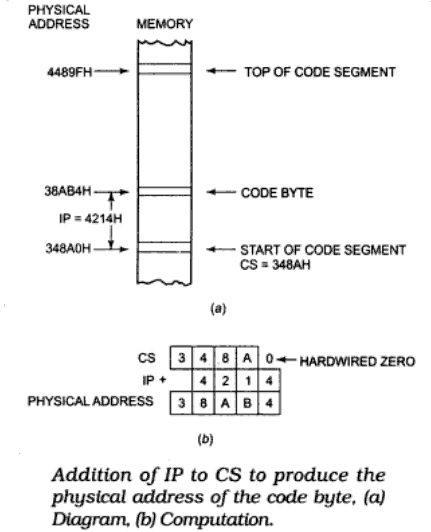 PHYSICAL
ADDRESS MEMORY
4489FH TOP OF CODE SEGMENT
38AB4H CODE BYTE
IP = 4214H
348A0H START OF CODE SEGMENT
CS = 348AH
(a)
CS 3 4 8 A 0 HARDWIRED ZERO
IP + 4 2 1 4
PHYSICAL ADDRESS 3 8 A B 4
(b)
Addition of IP to CS to produce the
physical address of the code byte, (a)
Diagram, (b) Computation.